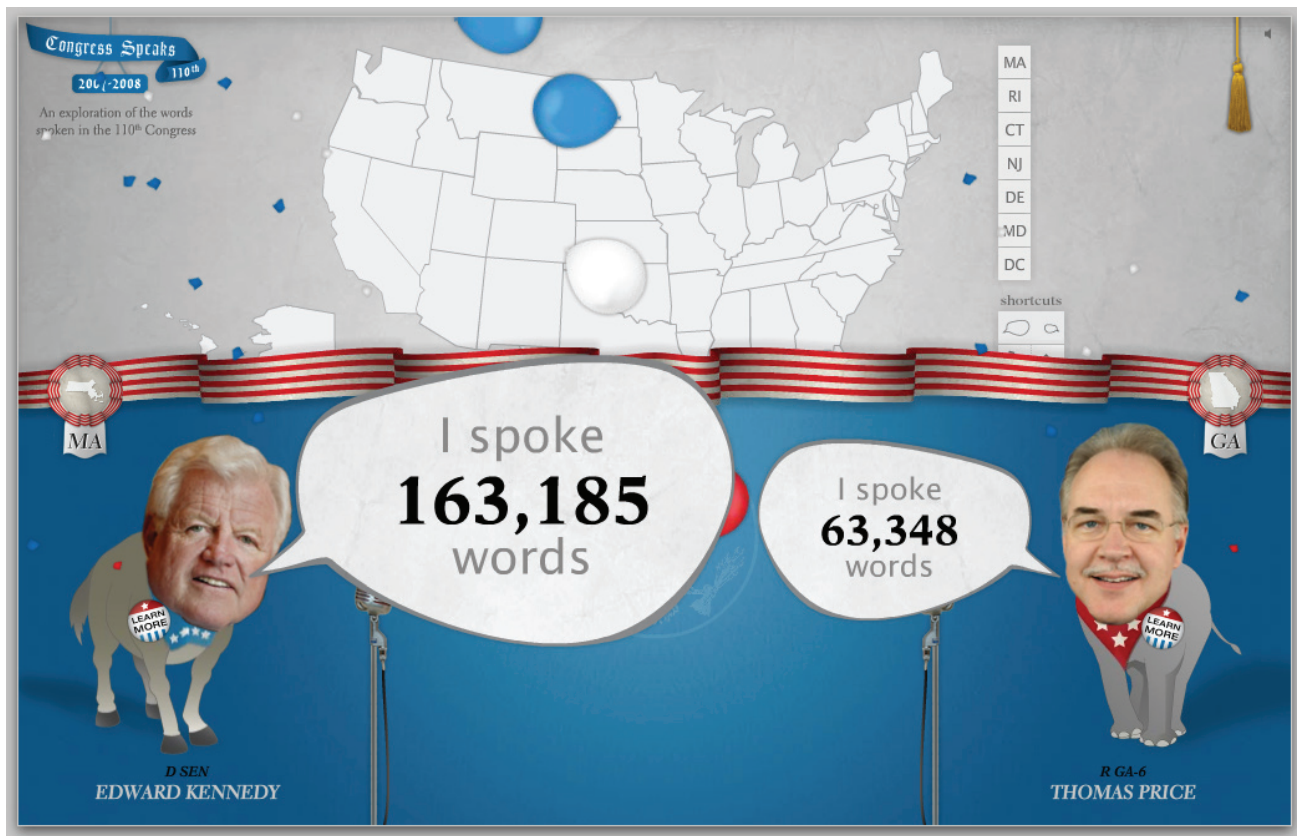 Congress Speaks
110th
2007-2008
An exploration of the words
spoken in the 110th Congress
MA
RI
CT
NJ
DE
MD
DC
shortcuts
MA
GA
I spoke
163,185
words
I spoke
63,348
words
LEARN
MORE
LEARN
MORE
D SEN
EDWARD KENNEDY
R GA-6
THOMAS PRICE